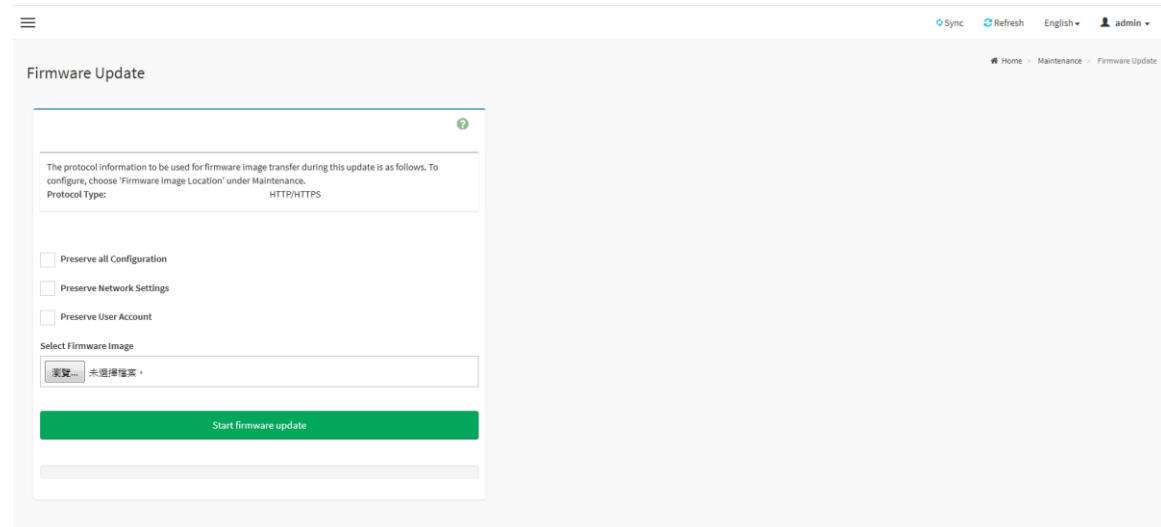 Sync Refresh English admin
Home > Maintenance > Firmware Update
Firmware Update
The protocol information to be used for firmware image transfer during this update is as follows. To
configure, choose 'Firmware Image Location' under Maintenance.
Protocol Type: HTTP/HTTPS
Preserve all Configuration
Preserve Network Settings
Preserve User Account
Select Firmware Image
瀏覽... 未選擇檔案。
Start firmware update